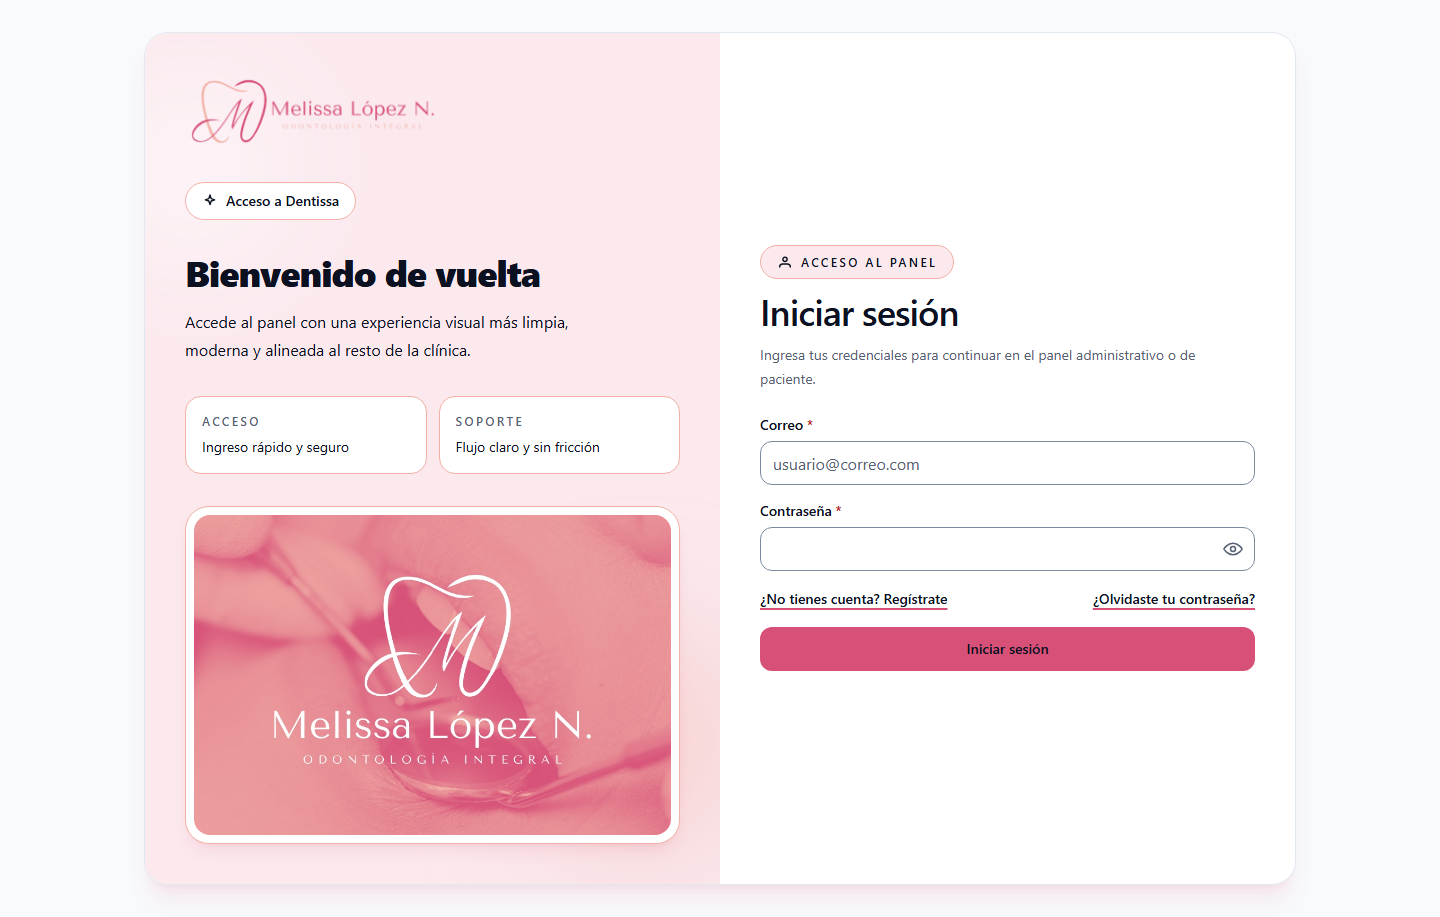 Melissa López N.
ODONTOLOGÍA INTEGRAL
Acceso a Dentissa
Bienvenido de vuelta
Accede al panel con una experiencia visual más limpia,
moderna y alineada al resto de la clínica.
ACCESO
Ingreso rápido y seguro
SOPORTE
Flujo claro y sin fricción
M
Melissa López N.
ODONTOLOGÍA INTEGRAL
ACCESO AL PANEL
Iniciar sesión
Ingresa tus credenciales para continuar en el panel administrativo o de
paciente.
Correo *
usuario@correo.com
Contraseña *
¿No tienes cuenta? Regístrate
¿Olvidaste tu contraseña?
Iniciar sesión